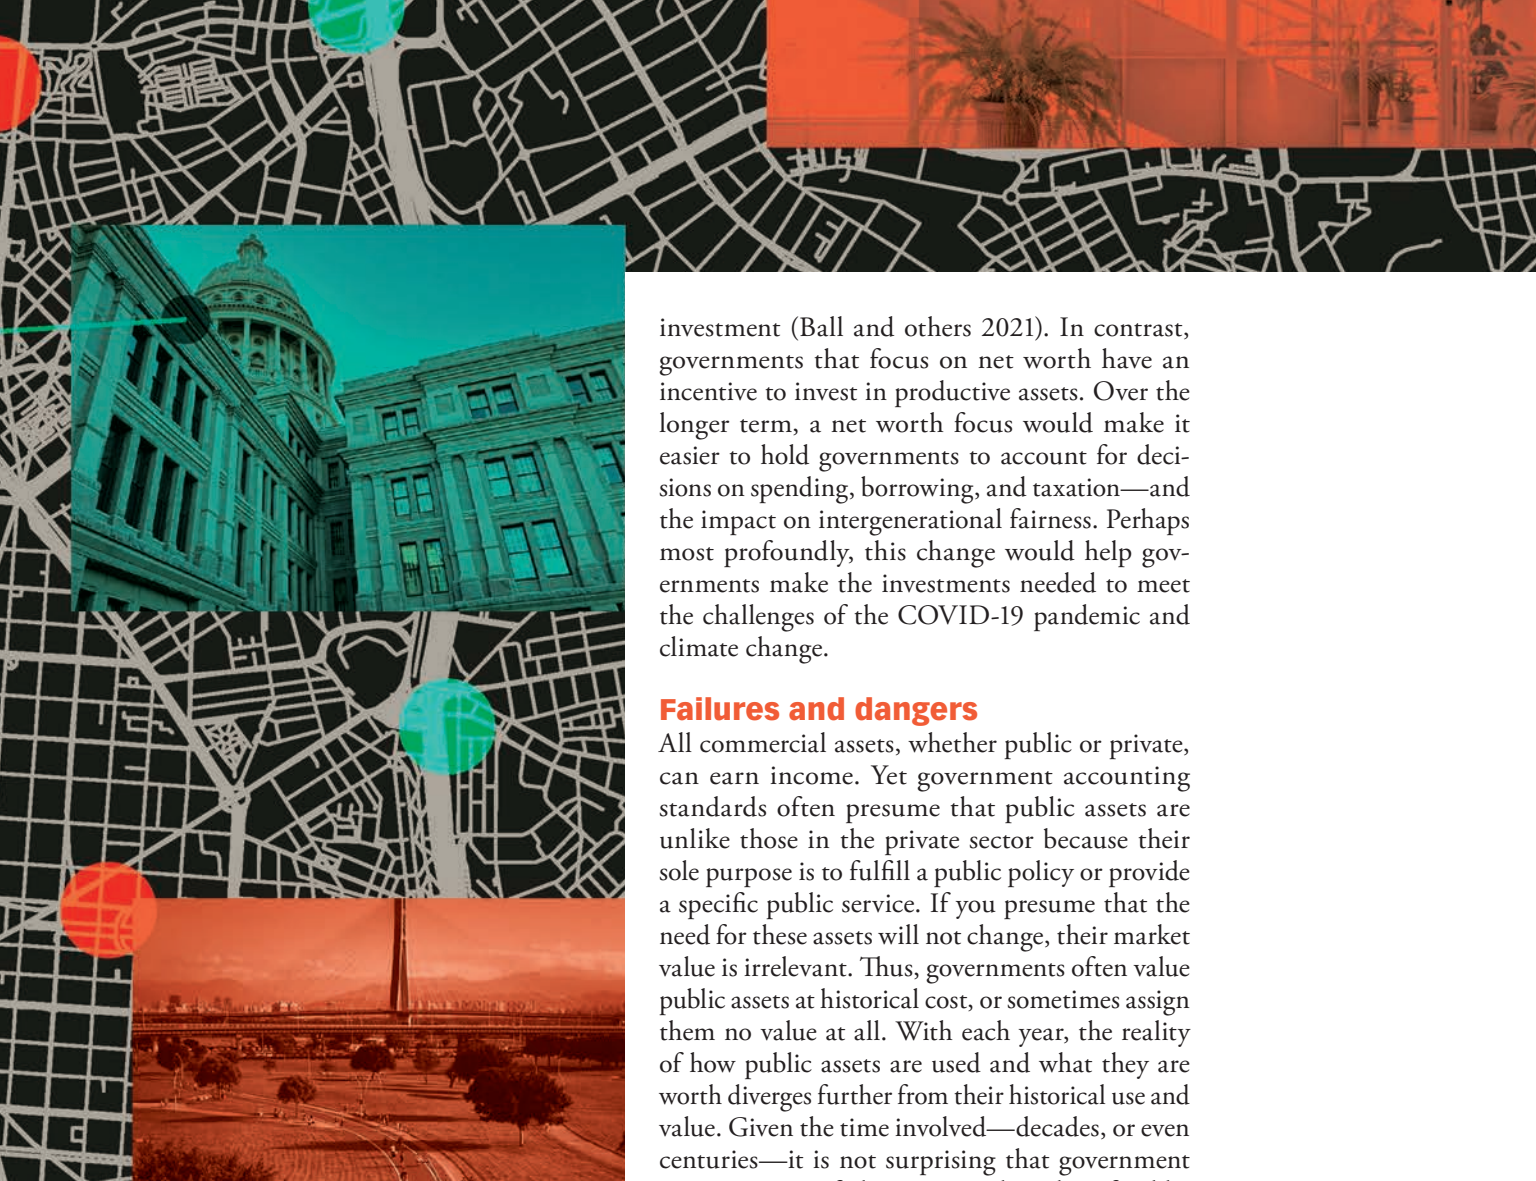 investment (Ball and others 2021). In contrast,
governments that focus on net worth have an
incentive to invest in productive assets. Over the
longer term, a net worth focus would make it
easier to hold governments to account for deci-
sions on spending, borrowing, and taxation—and
the impact on intergenerational fairness. Perhaps
most profoundly, this change would help gov-
ernments make the investments needed to meet
the challenges of the COVID-19 pandemic and
climate change.
Failures and dangers
All commercial assets, whether public or private,
can earn income. Yet government accounting
standards often presume that public assets are
unlike those in the private sector because their
sole purpose is to fulfill a public policy or provide
a specific public service. If you presume that the
need for these assets will not change, their market
value is irrelevant. Thus, governments often value
public assets at historical cost, or sometimes assign
them no value at all. With each year, the reality
of how public assets are used and what they are
worth diverges further from their historical use and
value. Given the time involved—decades, or even
centuries—it is not surprising that government